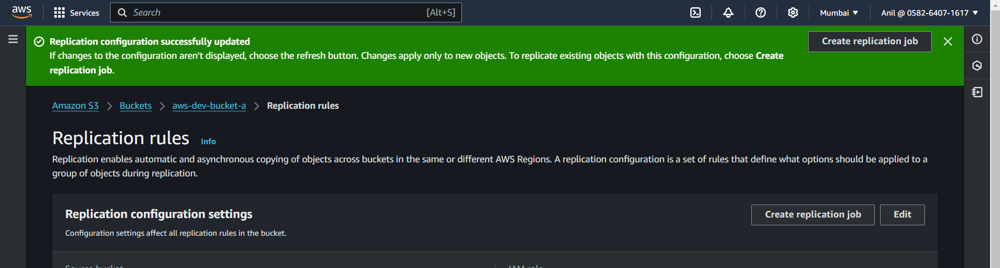 aws Services Search [Alt+S] Mumbai Anil @ 0582-6407-1617
Replication configuration successfully updated Create replication job
If changes to the configuration aren't displayed, choose the refresh button. Changes apply only to new objects. To replicate existing objects with this configuration, choose Create
replication job.
Amazon S3 Buckets aws-dev-bucket-a Replication rules
Replication rules Info
Replication enables automatic and asynchronous copying of objects across buckets in the same or different AWS Regions. A replication configuration is a set of rules that define what options should be applied to a
group of objects during replication.
Replication configuration settings Create replication job Edit
Configuration settings affect all replication rules in the bucket.
Source bucket IAM role